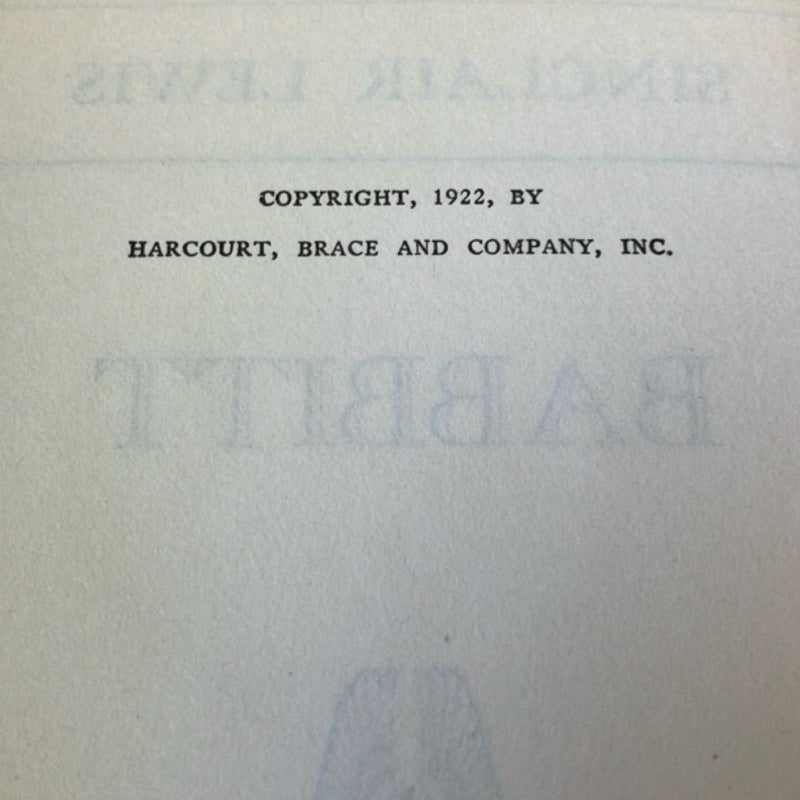 SINCLAIR LEWIS
COPYRIGHT, 1922, BY
HARCOURT, BRACE AND COMPANY, INC.
BABBITT